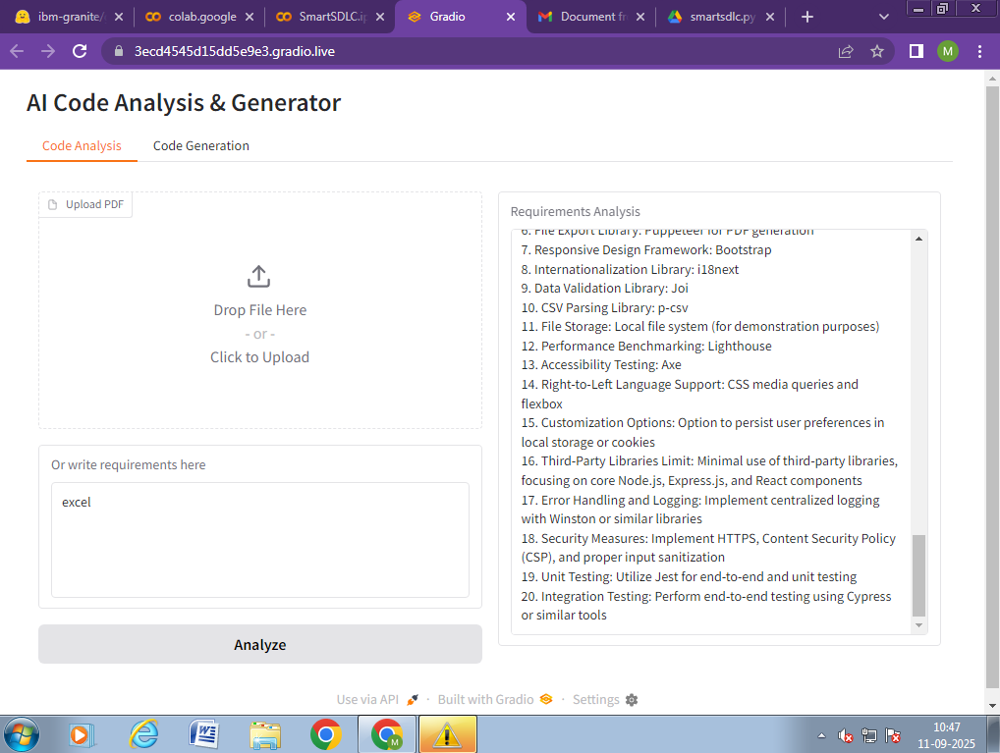 ibm-granite/
colab.google
SmartSDLC.ip
Gradio
Document fr
smartsdlc.py
3ecd4545d15dd5e9e3.gradio.live
M
AI Code Analysis & Generator
Code Analysis
Code Generation
Upload PDF
Drop File Here
- or -
Click to Upload
Or write requirements here
excel
Analyze
Requirements Analysis
6. File Export Library: Puppeteer for PDF generation
7. Responsive Design Framework: Bootstrap
8. Internationalization Library: i18next
9. Data Validation Library: Joi
10. CSV Parsing Library: p-csv
11. File Storage: Local file system (for demonstration purposes)
12. Performance Benchmarking: Lighthouse
13. Accessibility Testing: Axe
14. Right-to-Left Language Support: CSS media queries and
flexbox
15. Customization Options: Option to persist user preferences in
local storage or cookies
16. Third-Party Libraries Limit: Minimal use of third-party libraries,
focusing on core Node.js, Express.js, and React components
17. Error Handling and Logging: Implement centralized logging
with Winston or similar libraries
18. Security Measures: Implement HTTPS, Content Security Policy
(CSP), and proper input sanitization
19. Unit Testing: Utilize Jest for end-to-end and unit testing
20. Integration Testing: Perform end-to-end testing using Cypress
or similar tools
Use via API · Built with Gradio · Settings
M
10:47
11-09-2025